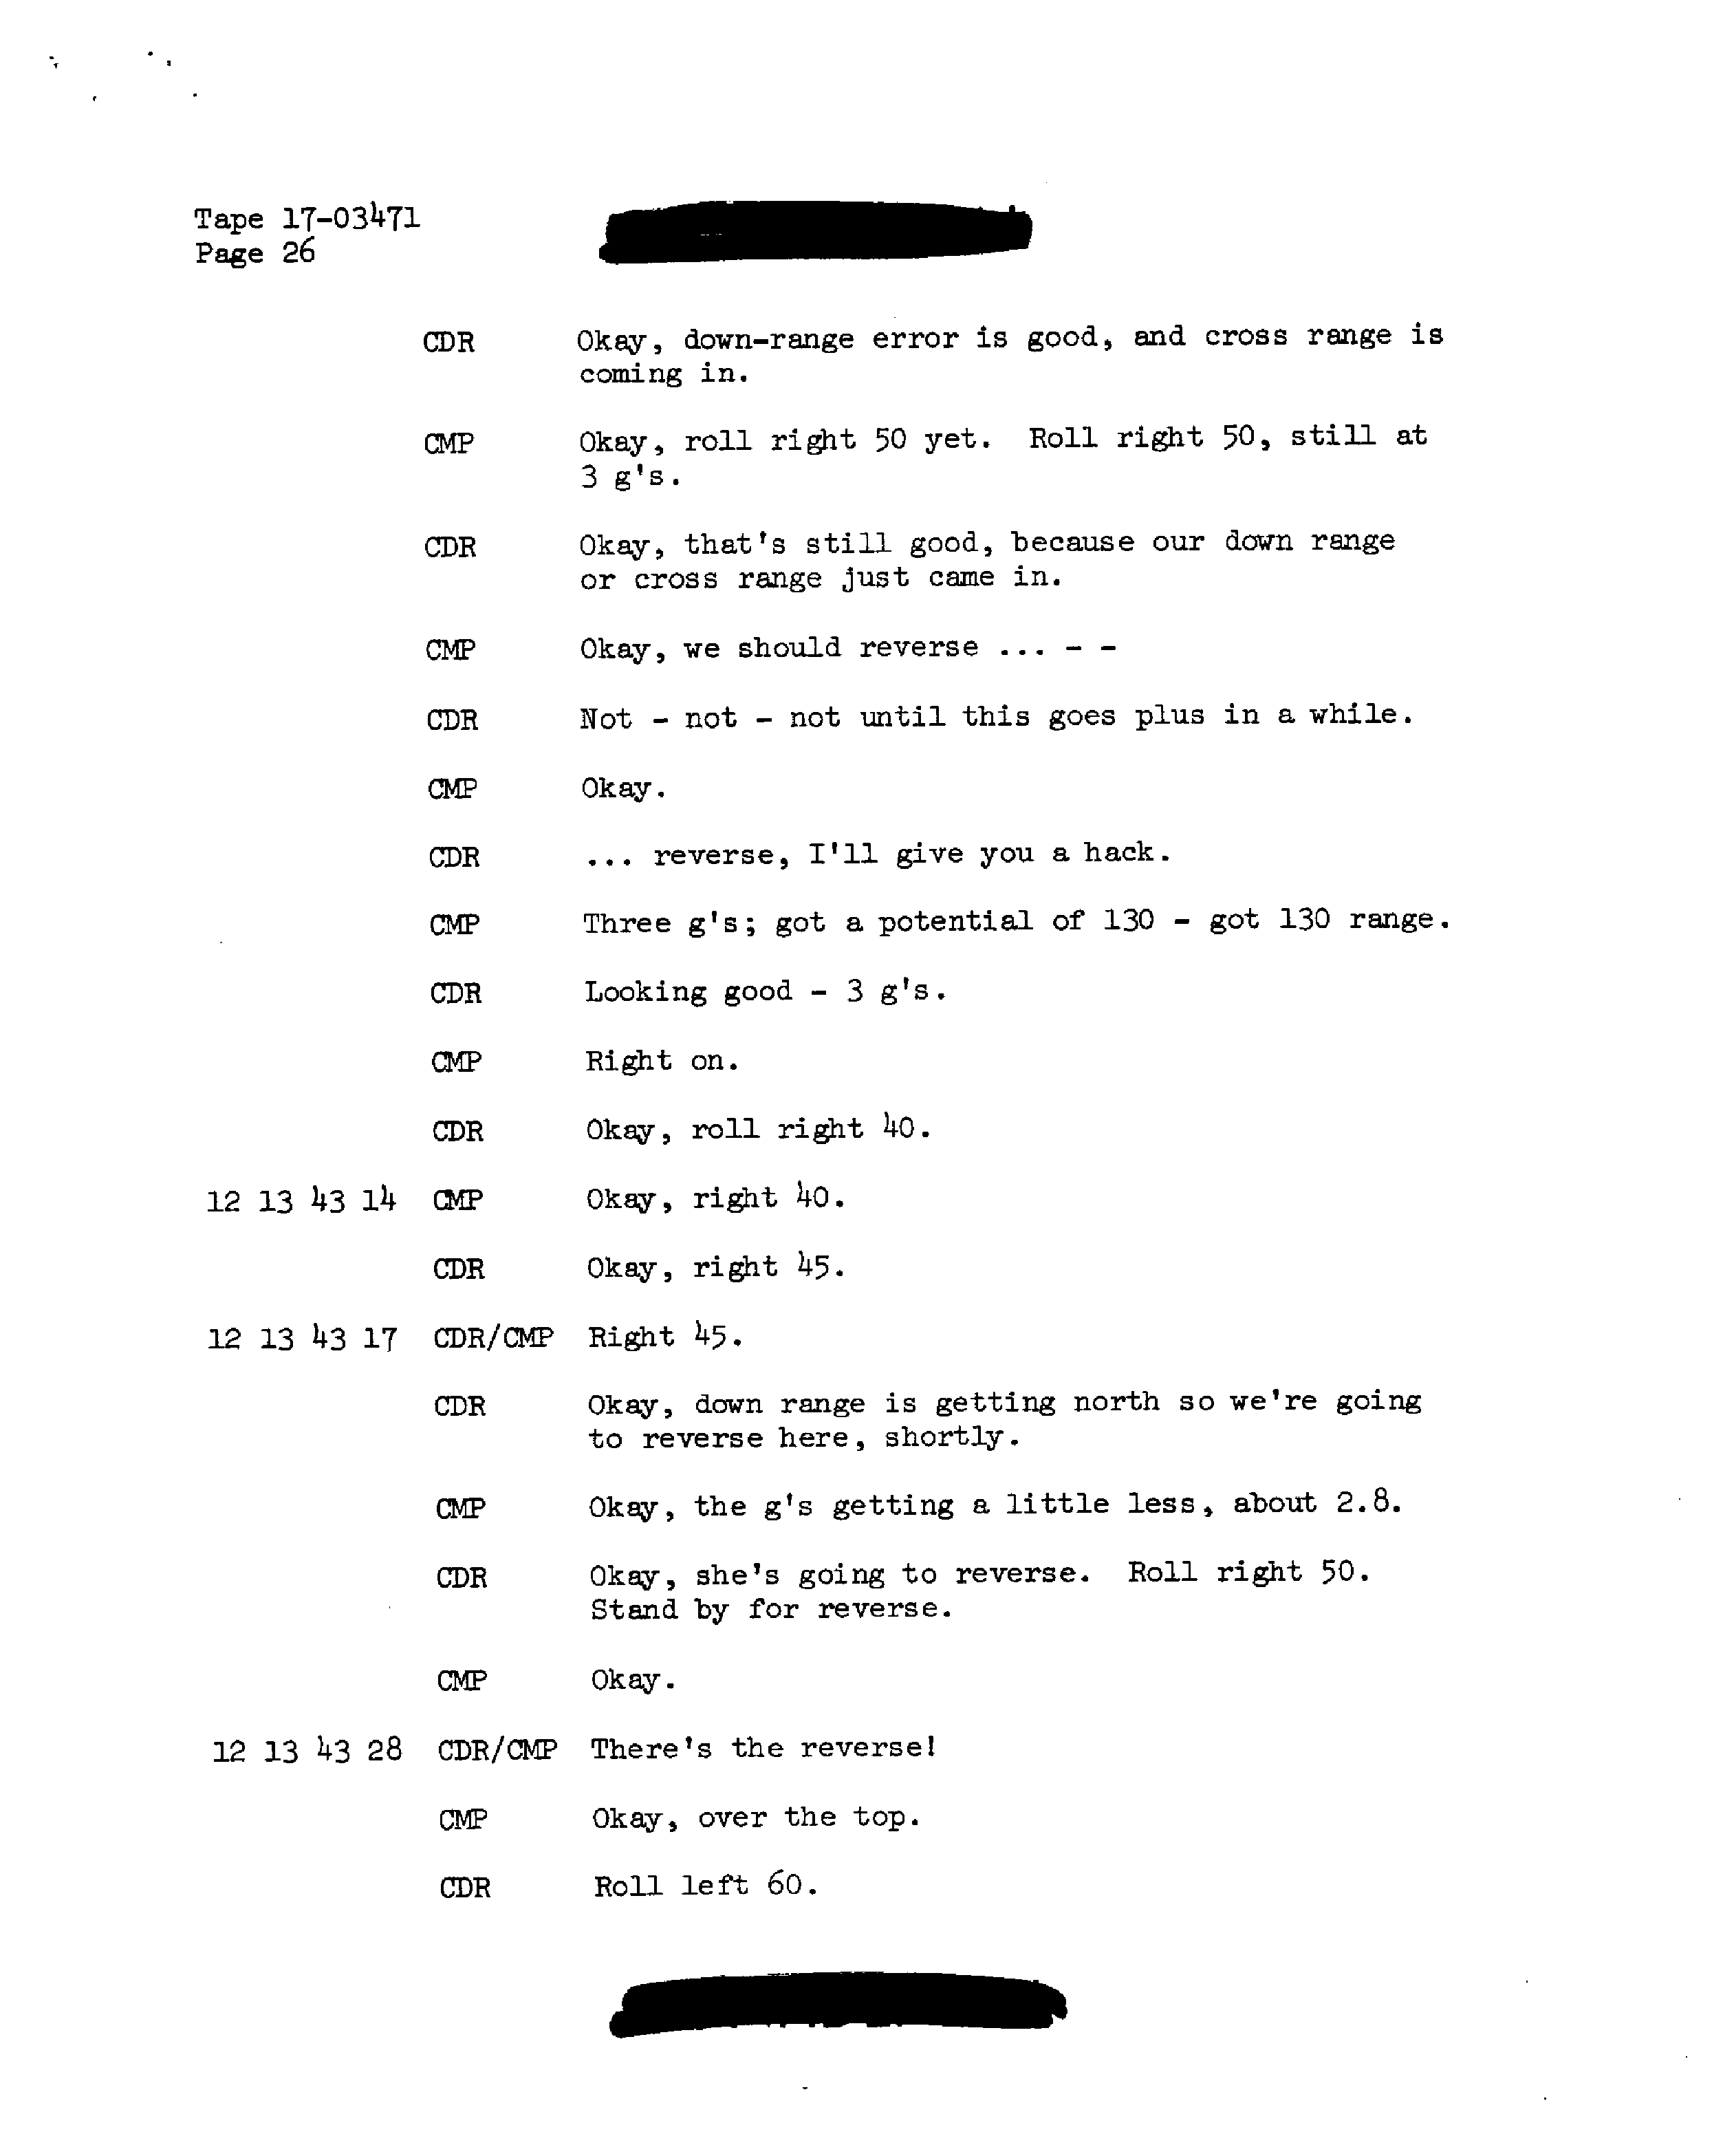 Tape 17-03471
Page 26
CDR Okay, down-range error is good, and cross range is
coming in.
CMP Okay, roll right 50 yet. Roll right 50, still at
3 g's.
CDR Okay, that's still good, because our down range
or cross range just came in.
CMP Okay, we should reverse ... - -
CDR Not - not - not until this goes plus in a while.
CMP Okay.
CDR ... reverse, I'll give you a hack.
CMP Three g's; got a potential of 130 - got 130 range.
CDR Looking good - 3 g's.
CMP Right on.
CDR Okay, roll right 40.
12 13 43 14 CMP Okay, right 40.
CDR Okay, right 45.
12 13 43 17 CDR/CMP Right 45.
CDR Okay, down range is getting north so we're going
to reverse here, shortly.
CMP Okay, the g's getting a little less, about 2.8.
CDR Okay, she's going to reverse. Roll right 50.
Stand by for reverse.
CMP Okay.
12 13 43 28 CDR/CMP There's the reverse!
CMP Okay, over the top.
CDR Roll left 60.